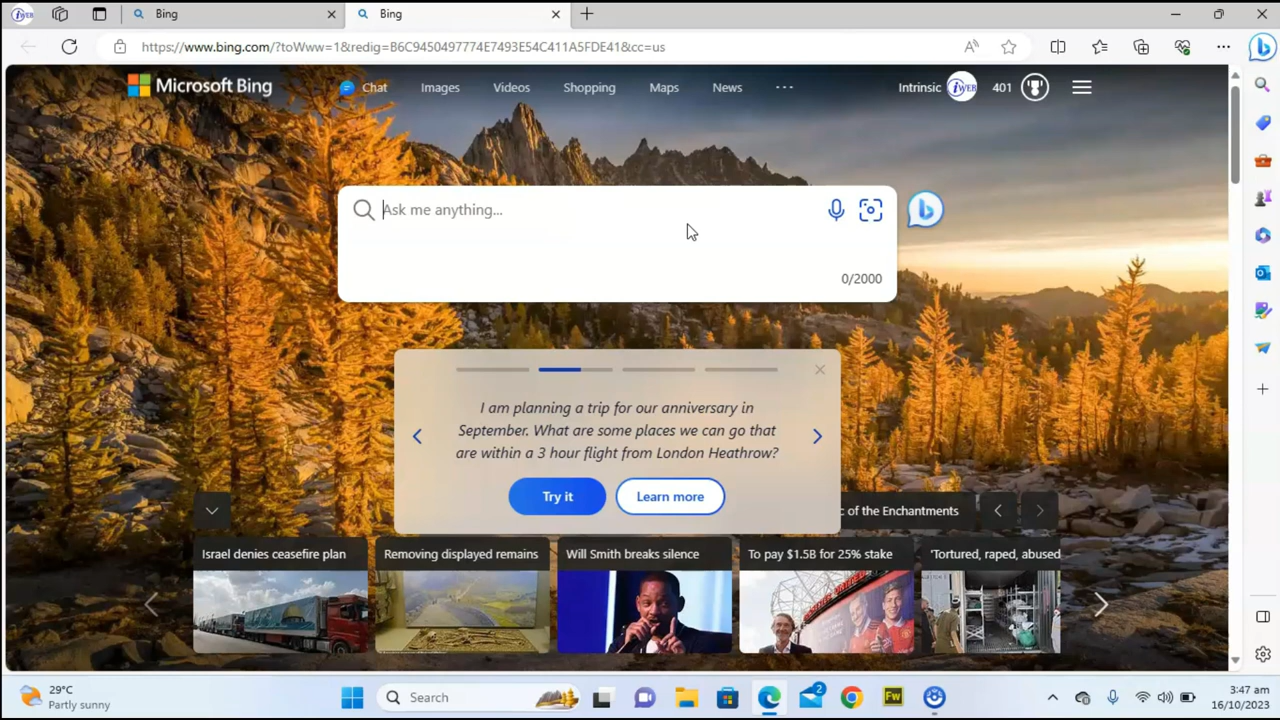 Bing
Bing
https://www.bing.com/?toWww=1&redig=B6C9450497774E7493E54C411A5FDE41&cc=us
Microsoft Bing
Chat
Images
Videos
Shopping
Maps
News
Intrinsic
iWEB
401
Ask me anything...
0/2000
I am planning a trip for our anniversary in
September. What are some places we can go that
are within a 3 hour flight from London Heathrow?
Try it
Learn more
c of the Enchantments
Israel denies ceasefire plan
Removing displayed remains
Will Smith breaks silence
To pay $1.5B for 25% stake
'Tortured, raped, abused
29°C
Partly sunny
Search
2
Fw
3:47 am
16/10/2023